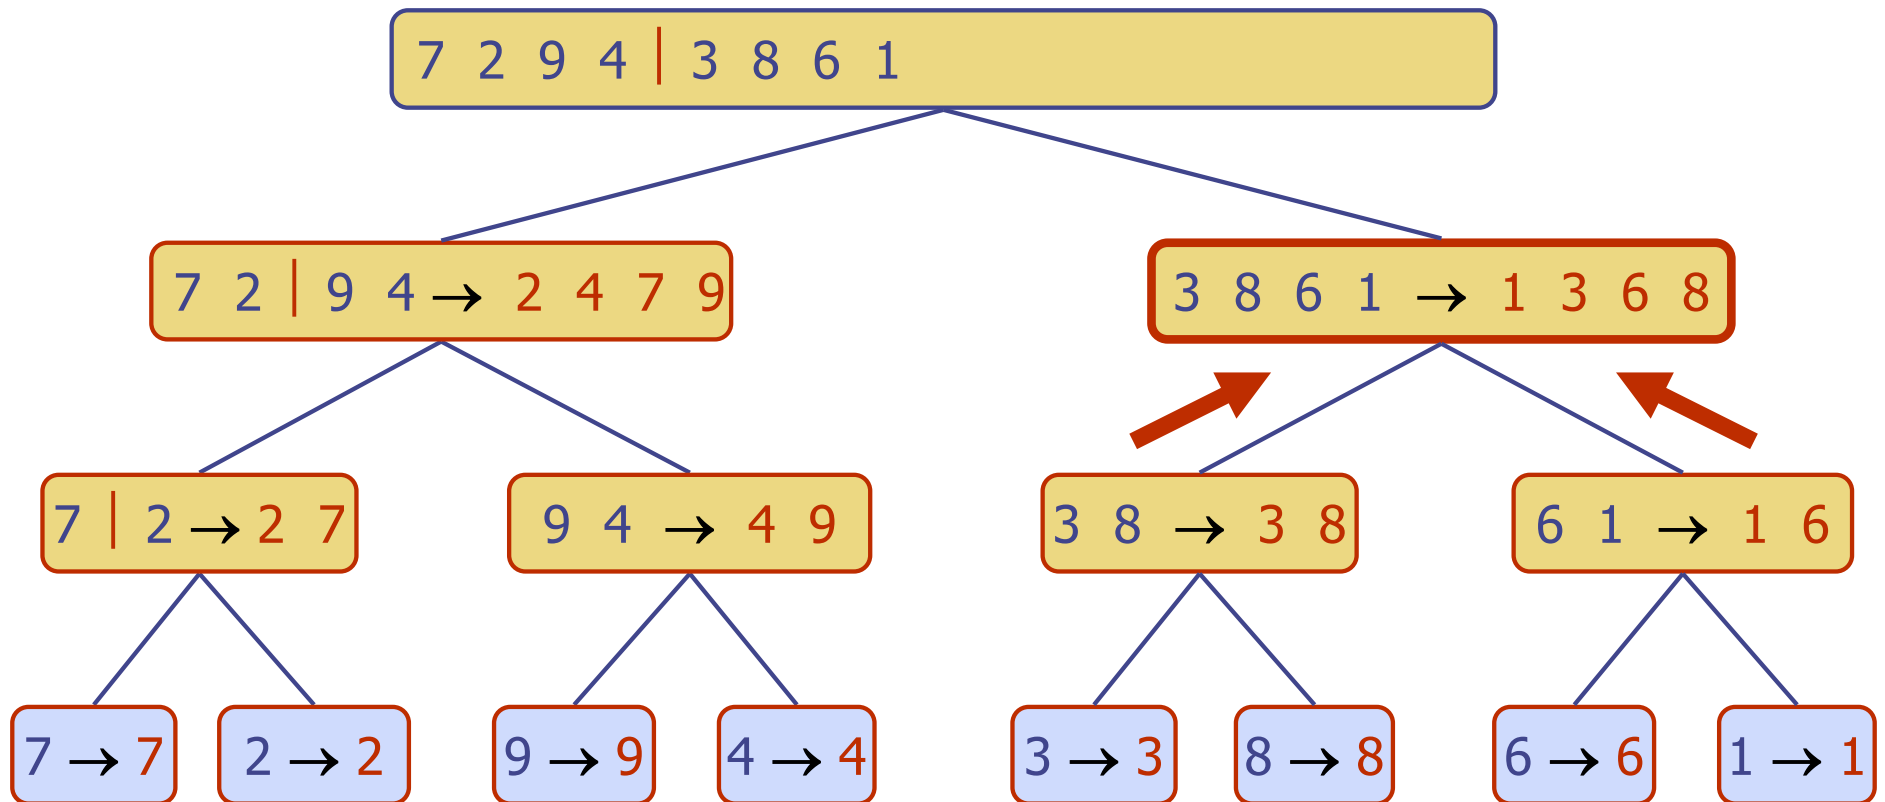 7 2 9 4 | 3 8 6 1
7 2 | 9 4 → 2 4 7 9
3 8 6 1 → 1 3 6 8
7 | 2 → 2 7
9 4 → 4 9
3 8 → 3 8
6 1 → 1 6
7 → 7
2 → 2
9 → 9
4 → 4
3 → 3
8 → 8
6 → 6
1 → 1